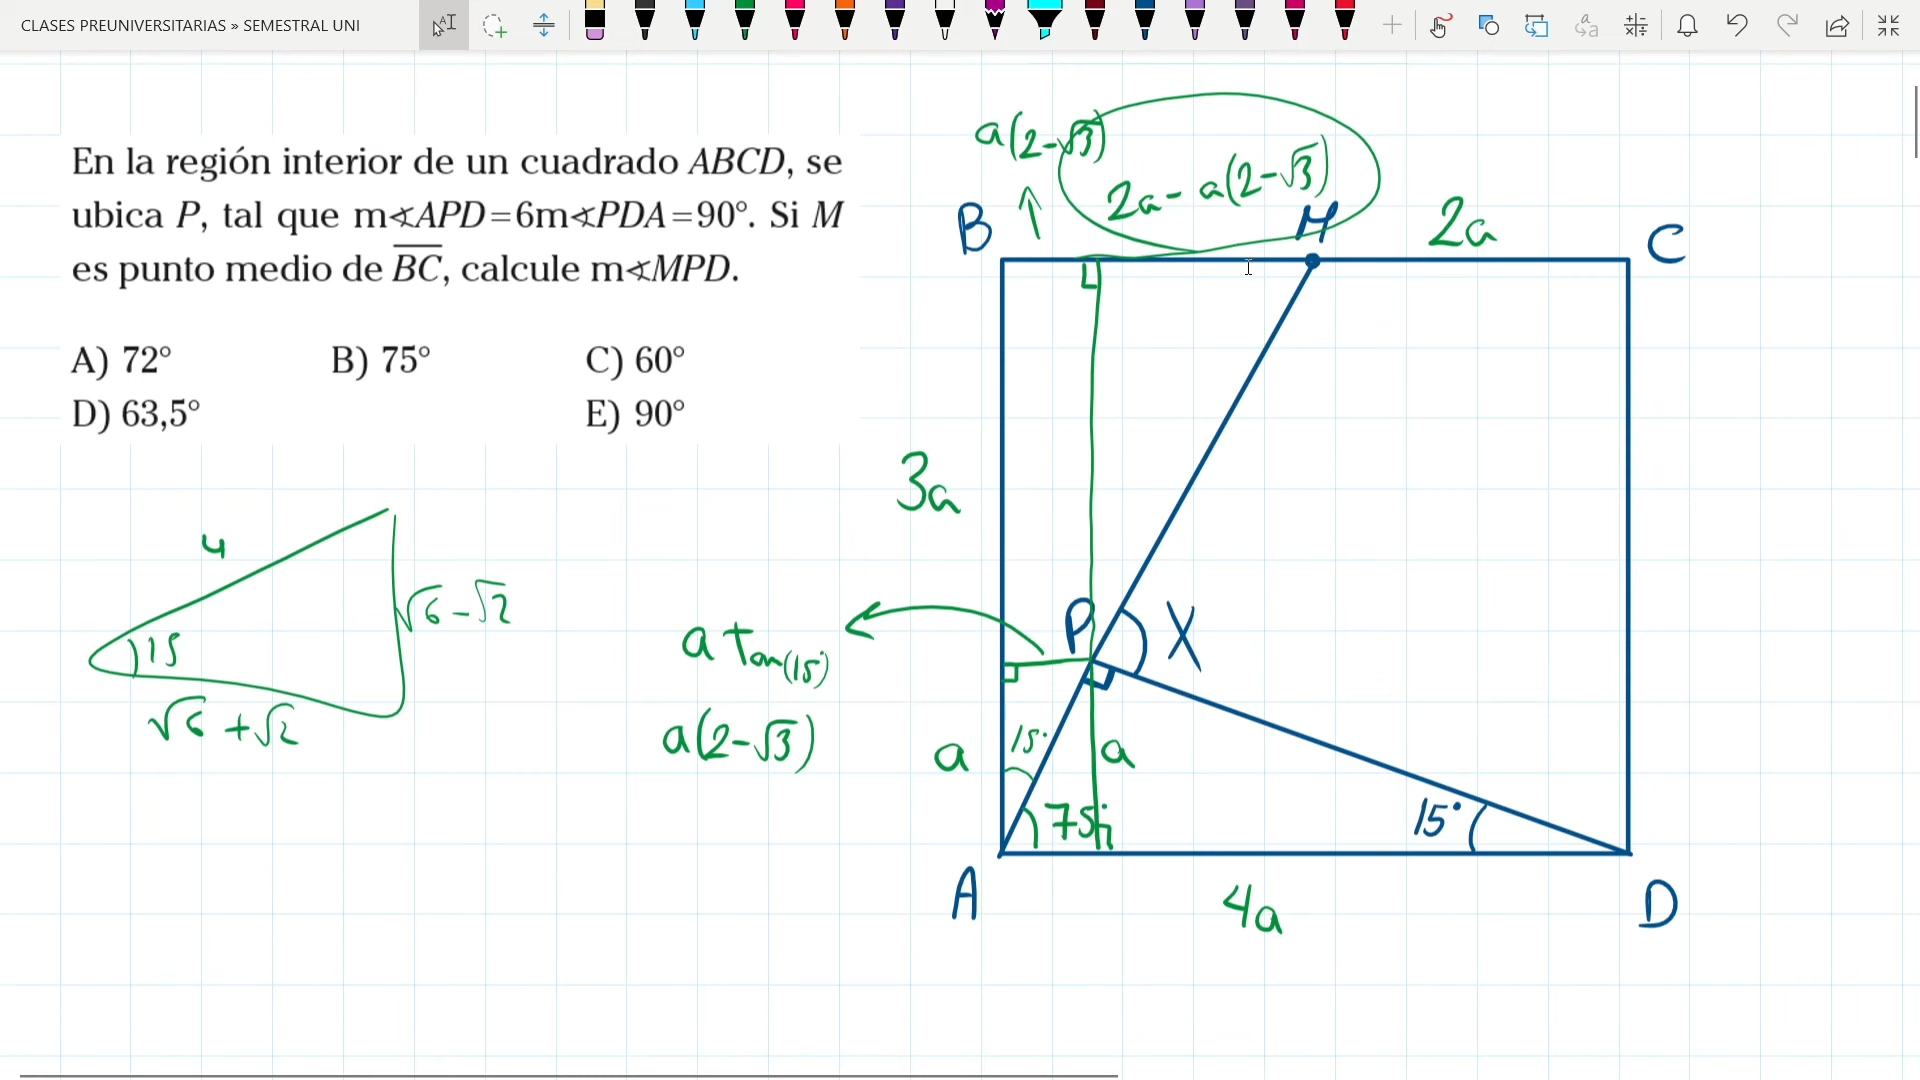 CLASES PREUNIVERSITARIAS » SEMESTRAL UNI
En la región interior de un cuadrado ABCD, se
ubica P, tal que m∢APD=6m∢PDA=90°. Si M
es punto medio de B̅C̅, calcule m∢MPD.
A) 72° B) 75° C) 60°
D) 63,5° E) 90°
a(2-√3)
2a- a(2-√3)
B
M
2a
C
3a
4
√6-√2
15
√6+√2
a Tan(15°)
a(2-√3)
P
X
a
15°
a
75°
15°
A
4a
D